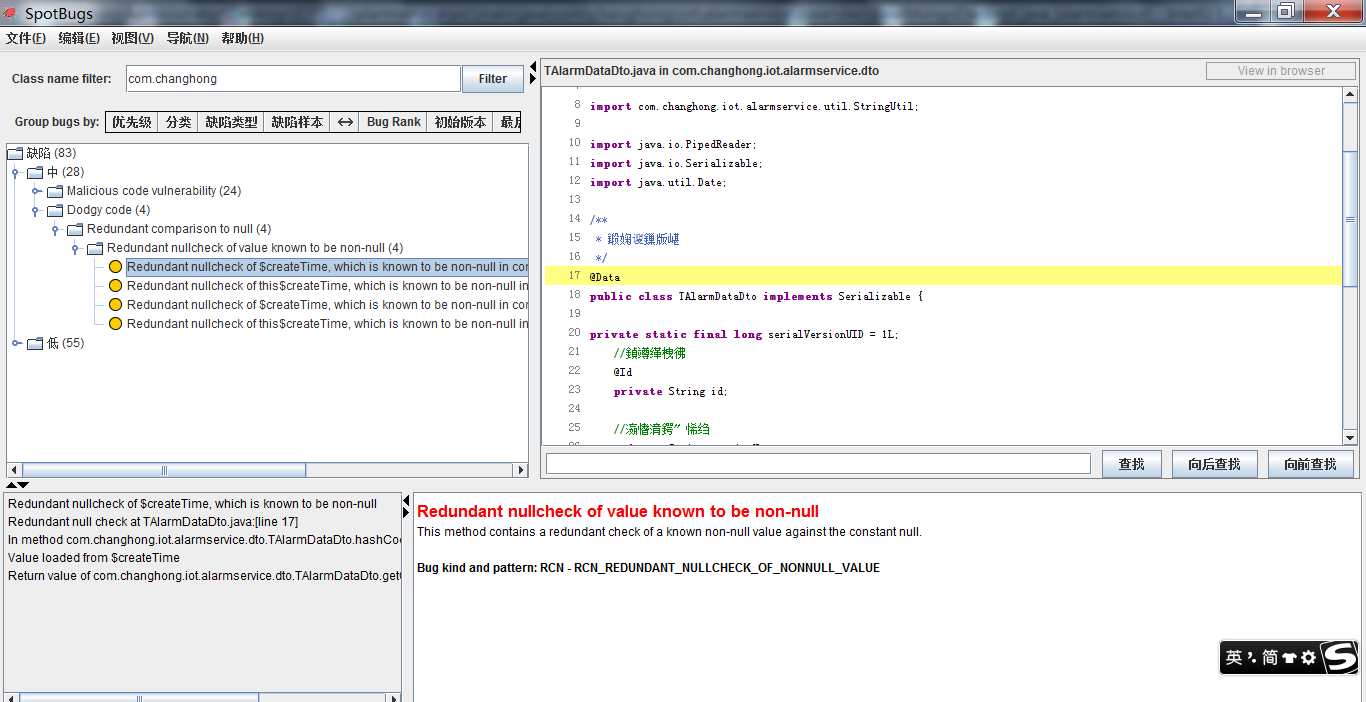 SpotBugs
文件(F) 编辑(E) 视图(V) 导航(N) 帮助(H)
Class name filter: com.changhong Filter
Group bugs by: 优先级 分类 缺陷类型 缺陷样本 ↔ Bug Rank 初始版本 最后
缺陷 (83)
中 (28)
Malicious code vulnerability (24)
Dodgy code (4)
Redundant comparison to null (4)
Redundant nullcheck of value known to be non-null (4)
Redundant nullcheck of $createTime, which is known to be non-null in cor
Redundant nullcheck of this$createTime, which is known to be non-null in
Redundant nullcheck of $createTime, which is known to be non-null in cor
Redundant nullcheck of this$createTime, which is known to be non-null in
低 (55)
TAlarmDataDto.java in com.changhong.iot.alarmservice.dto
View in browser
8 import com.changhong.iot.alarmservice.util.StringUtil;
9
10 import java.io.PipedReader;
11 import java.io.Serializable;
12 import java.util.Date;
13
14 /**
15 *
16 */
17 @Data
18 public class TAlarmDataDto implements Serializable {
19
20 private static final long serialVersionUID = 1L;
21 //
22 @Id
23 private String id;
24
25 //
查找 向后查找 向前查找
Redundant nullcheck of $createTime, which is known to be non-null
Redundant null check at TAlarmDataDto.java:[line 17]
In method com.changhong.iot.alarmservice.dto.TAlarmDataDto.hashCo
Value loaded from $createTime
Return value of com.changhong.iot.alarmservice.dto.TAlarmDataDto.get
Redundant nullcheck of value known to be non-null
This method contains a redundant check of a known non-null value against the constant null.
Bug kind and pattern: RCN - RCN_REDUNDANT_NULLCHECK_OF_NONNULL_VALUE
英 简